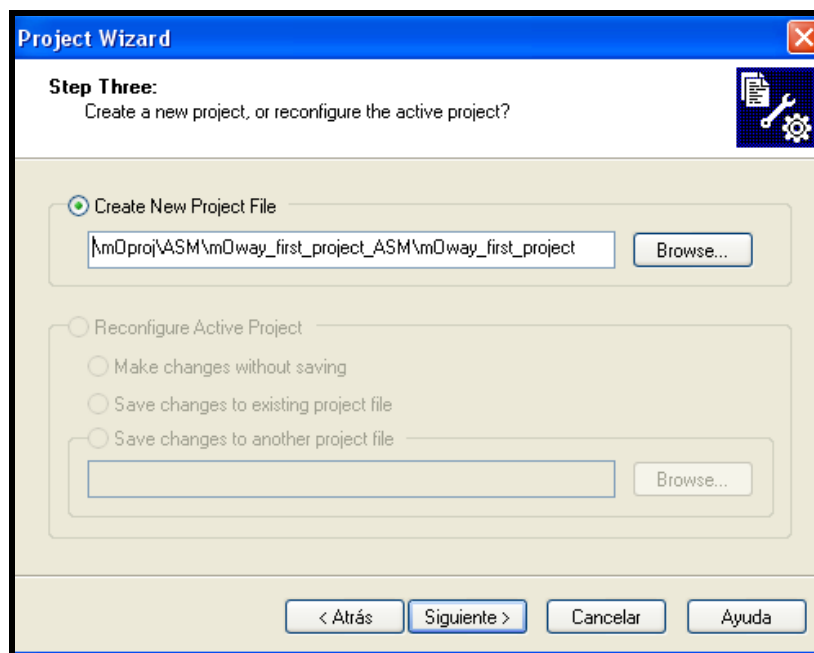 Project Wizard
Step Three:
Create a new project, or reconfigure the active project?
Create New Project File
\mOproj\ASM\mOway_first_project_ASM\mOway_first_project
Browse...
Reconfigure Active Project
Make changes without saving
Save changes to existing project file
Save changes to another project file
Browse...
< Atrás
Siguiente >
Cancelar
Ayuda